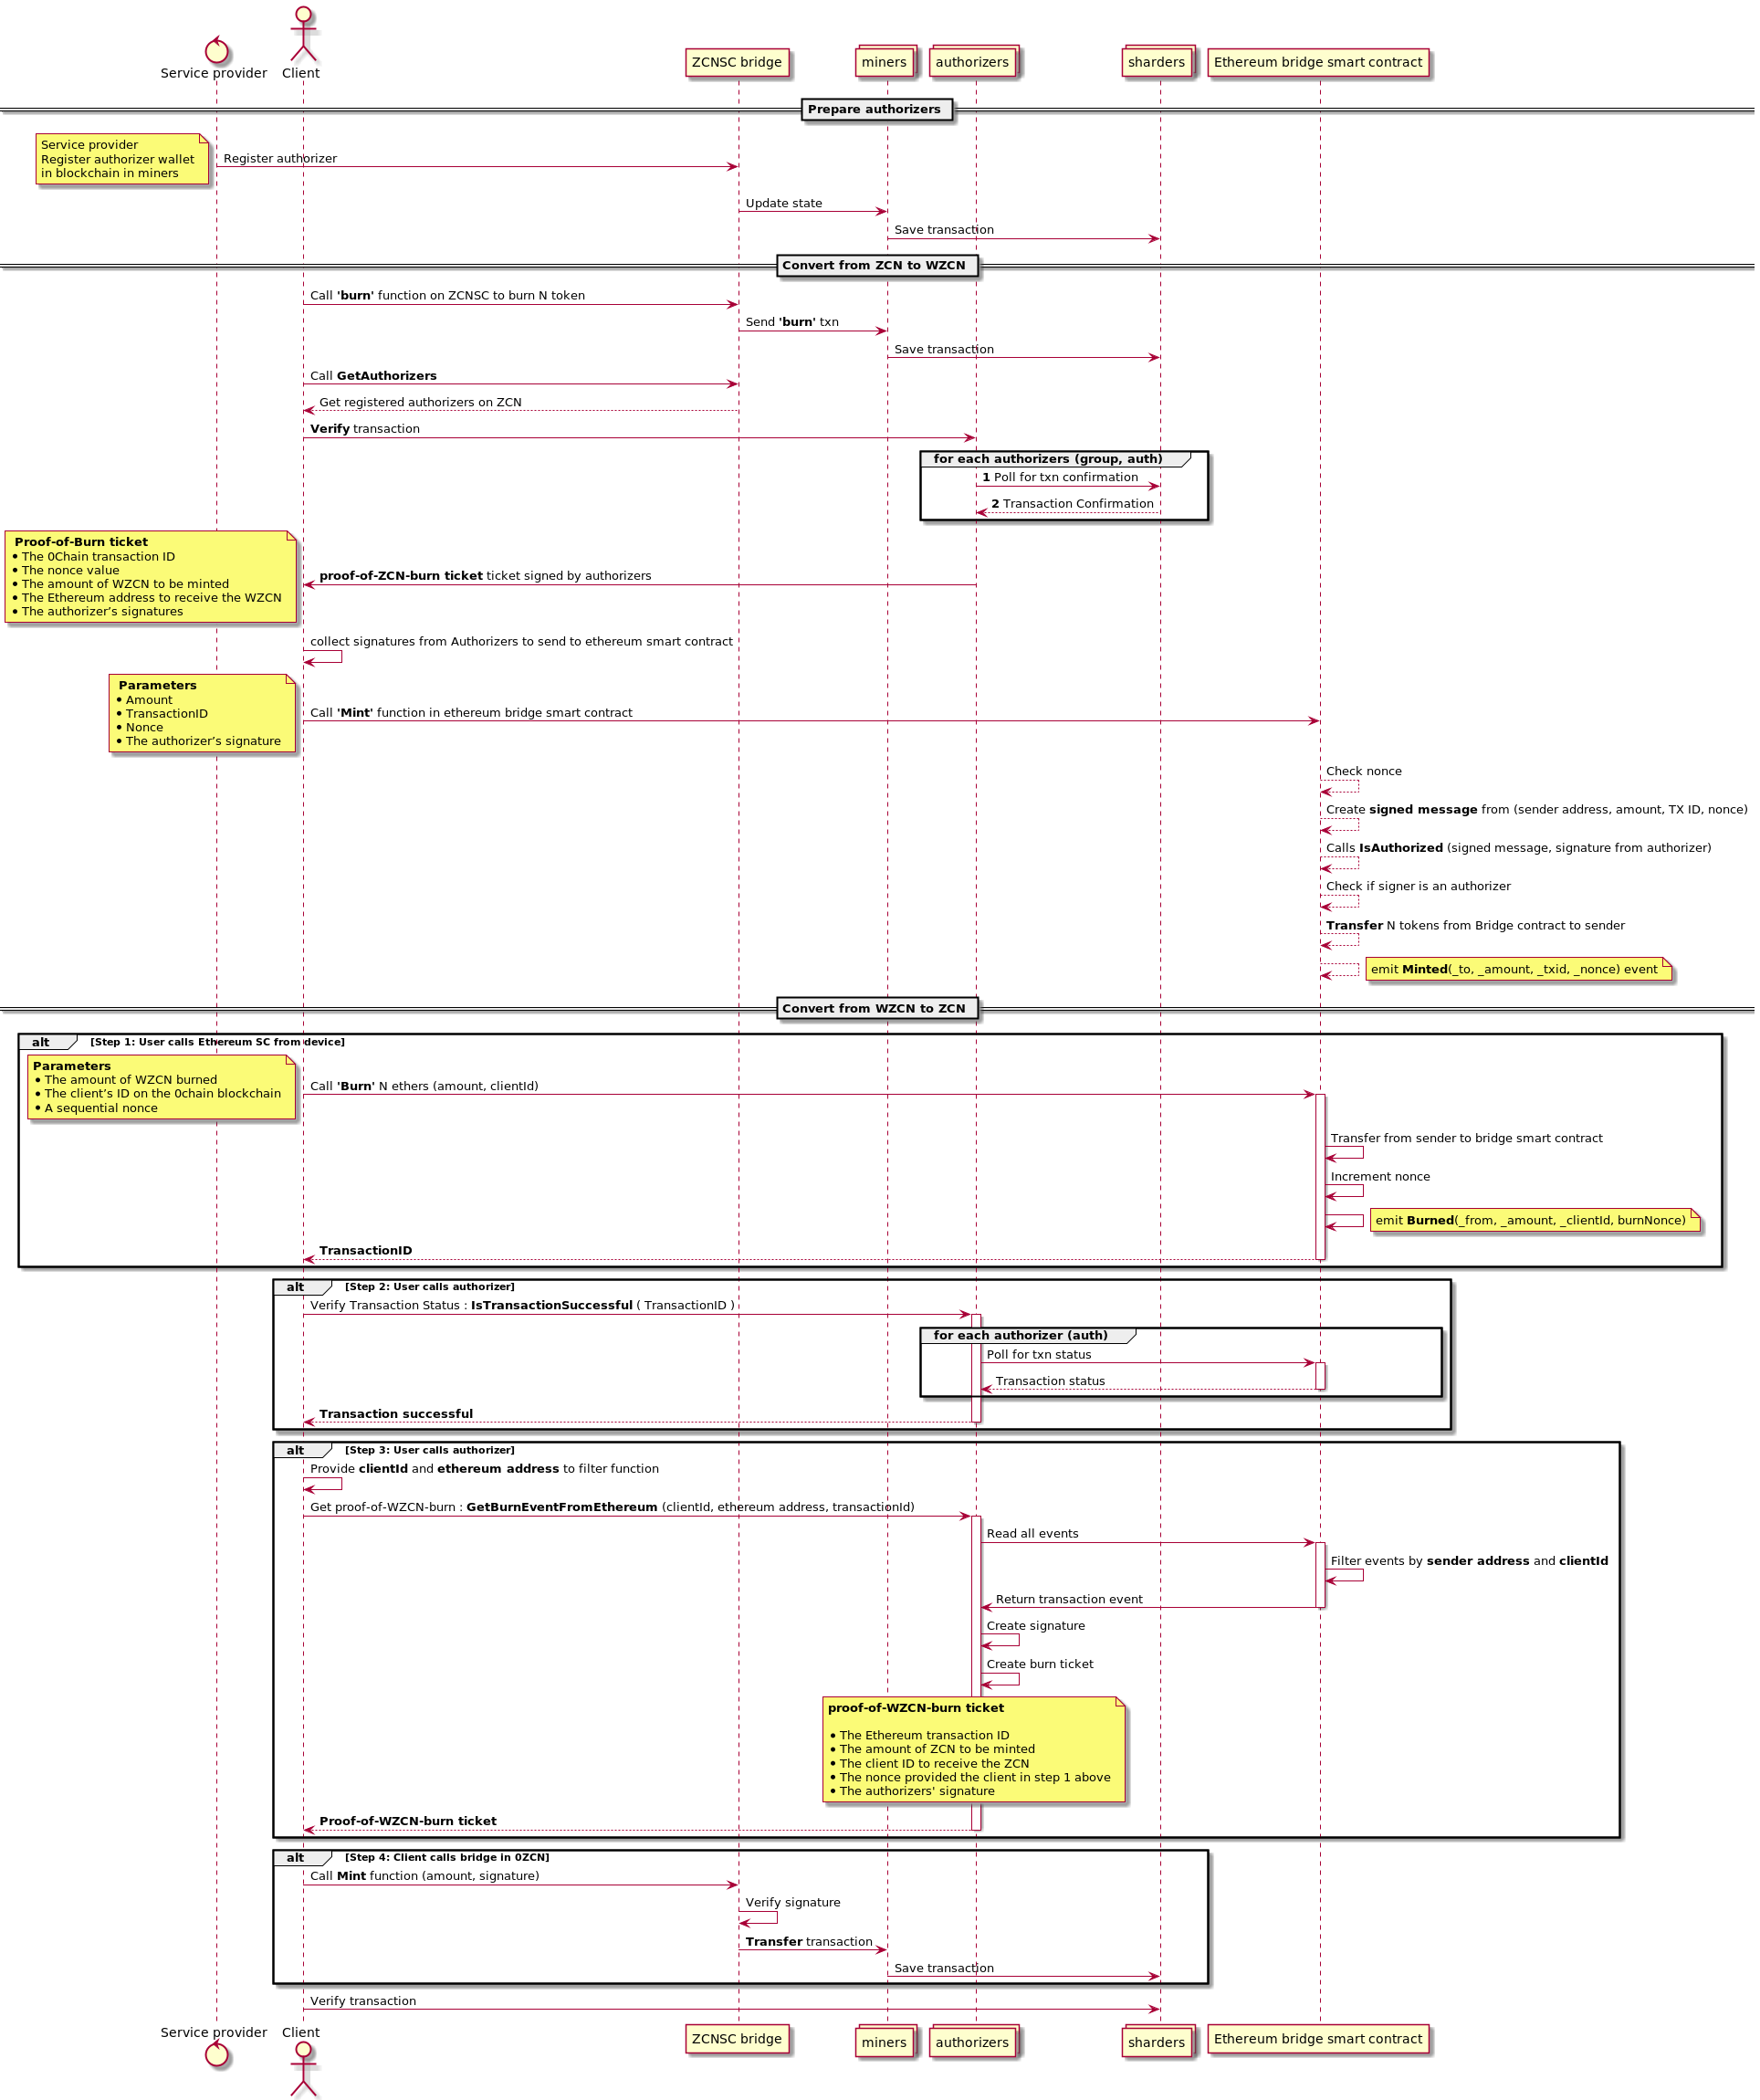 Service provider
Client
ZCNSC bridge
miners
authorizers
sharders
Ethereum bridge smart contract
Prepare authorizers
Service provider
Register authorizer wallet
in blockchain in miners
Register authorizer
Update state
Save transaction
Convert from ZCN to WZCN
Call 'burn' function on ZCNSC to burn N token
Send 'burn' txn
Save transaction
Call GetAuthorizers
Get registered authorizers on ZCN
Verify transaction
for each authorizers (group, auth)
1 Poll for txn confirmation
2 Transaction Confirmation
Proof-of-Burn ticket
• The 0Chain transaction ID
• The nonce value
• The amount of WZCN to be minted
• The Ethereum address to receive the WZCN
• The authorizer’s signatures
proof-of-ZCN-burn ticket ticket signed by authorizers
collect signatures from Authorizers to send to ethereum smart contract
Parameters
• Amount
• TransactionID
• Nonce
• The authorizer’s signature
Call 'Mint' function in ethereum bridge smart contract
Check nonce
Create signed message from (sender address, amount, TX ID, nonce)
Calls IsAuthorized (signed message, signature from authorizer)
Check if signer is an authorizer
Transfer N tokens from Bridge contract to sender
emit Minted(_to, _amount, _txid, _nonce) event
Convert from WZCN to ZCN
alt [Step 1: User calls Ethereum SC from device]
Parameters
• The amount of WZCN burned
• The client’s ID on the 0chain blockchain
• A sequential nonce
Call 'Burn' N ethers (amount, clientId)
Transfer from sender to bridge smart contract
Increment nonce
emit Burned(_from, _amount, _clientId, burnNonce)
TransactionID
alt [Step 2: User calls authorizer]
Verify Transaction Status : IsTransactionSuccessful ( TransactionID )
for each authorizer (auth)
Poll for txn status
Transaction status
Transaction successful
alt [Step 3: User calls authorizer]
Provide clientId and ethereum address to filter function
Get proof-of-WZCN-burn : GetBurnEventFromEthereum (clientId, ethereum address, transactionId)
Read all events
Filter events by sender address and clientId
Return transaction event
Create signature
Create burn ticket
proof-of-WZCN-burn ticket
• The Ethereum transaction ID
• The amount of ZCN to be minted
• The client ID to receive the ZCN
• The nonce provided the client in step 1 above
• The authorizers' signature
Proof-of-WZCN-burn ticket
alt [Step 4: Client calls bridge in 0ZCN]
Call Mint function (amount, signature)
Verify signature
Transfer transaction
Save transaction
Verify transaction
Service provider
Client
ZCNSC bridge
miners
authorizers
sharders
Ethereum bridge smart contract